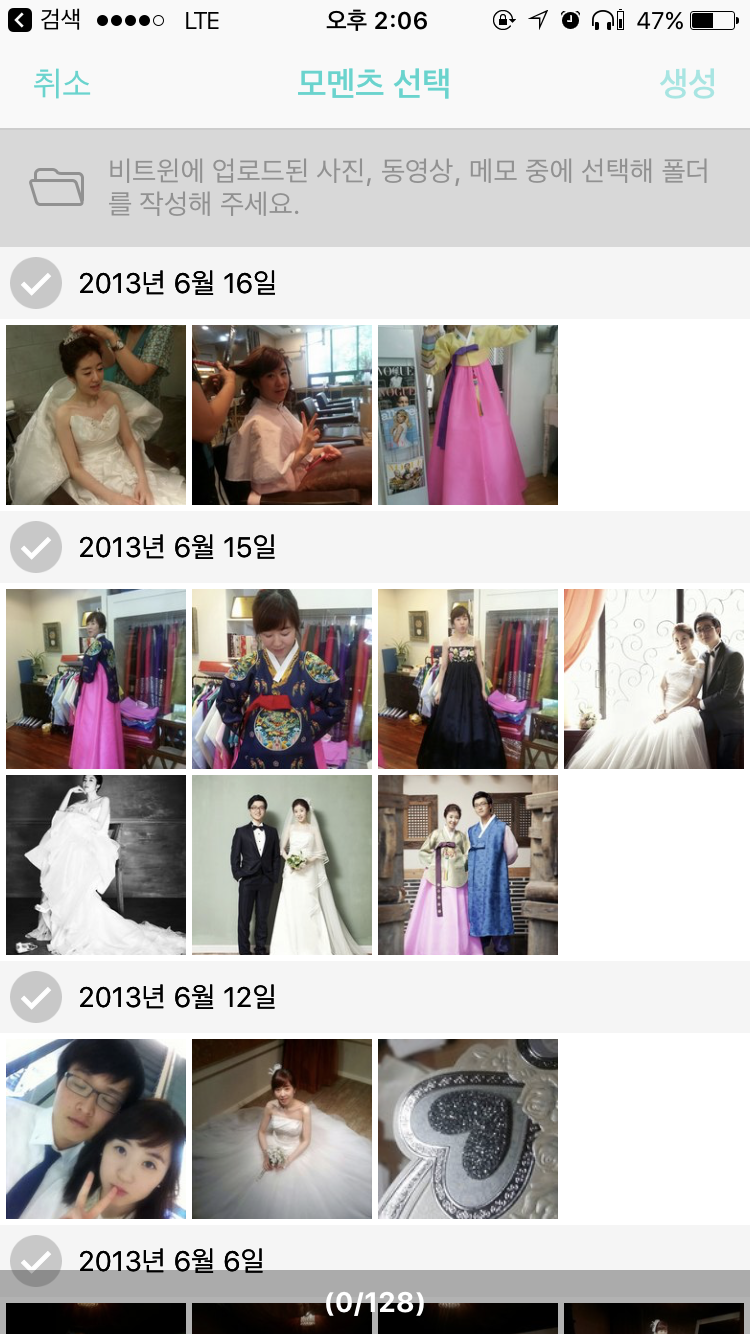 검색 LTE 오후 2:06 47%
취소 모멘츠 선택 생성
비트윈에 업로드된 사진, 동영상, 메모 중에 선택해 폴더
를 작성해 주세요.
2013년 6월 16일
VOGUE
VOGUE
2013년 6월 15일
2013년 6월 12일
2013년 6월 6일
(0/128)